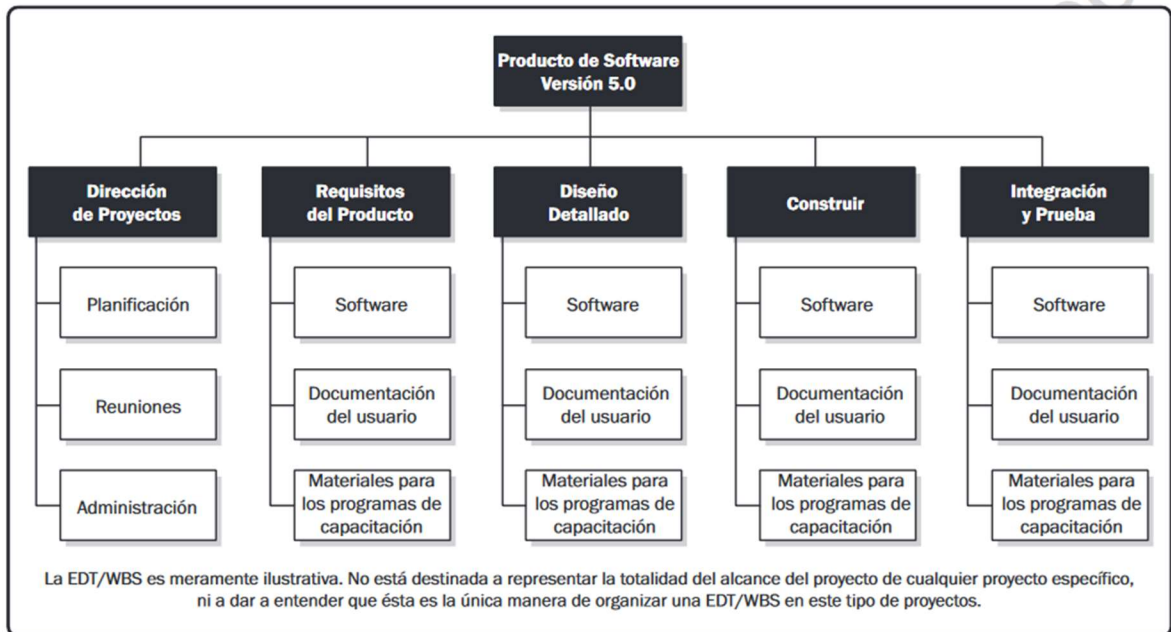 Producto de Software
Versión 5.0
Dirección
de Proyectos
Requisitos
del Producto
Diseño
Detallado
Construir
Integración
y Prueba
Planificación
Software
Software
Software
Software
Reuniones
Documentación
del usuario
Documentación
del usuario
Documentación
del usuario
Documentación
del usuario
Administración
Materiales para
los programas de
capacitación
Materiales para
los programas de
capacitación
Materiales para
los programas de
capacitación
Materiales para
los programas de
capacitación
La EDT/WBS es meramente ilustrativa. No está destinada a representar la totalidad del alcance del proyecto de cualquier proyecto específico,
ni a dar a entender que ésta es la única manera de organizar una EDT/WBS en este tipo de proyectos.